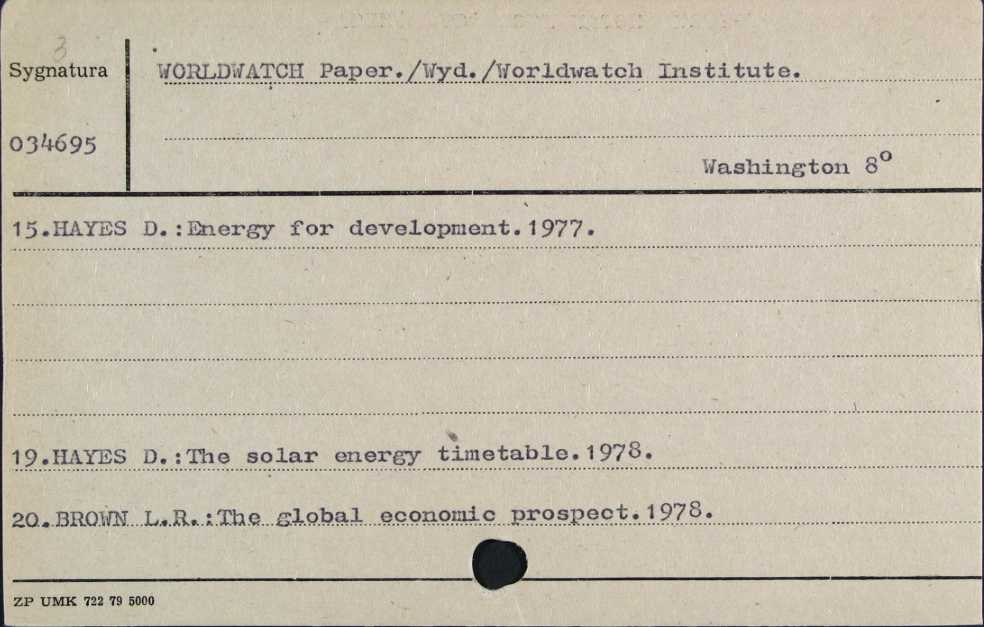 3
Sygnatura
WORLDWATCH Paper./Wyd./Worldwatch Institute.
034695
Washington 8°
15.HAYES D.:Energy for development.1977.
19.HAYES D.:The solar energy timetable.1978.
20.BROWN L.R.:The global economic prospect.1978.
ZP UMK 722 79 5000